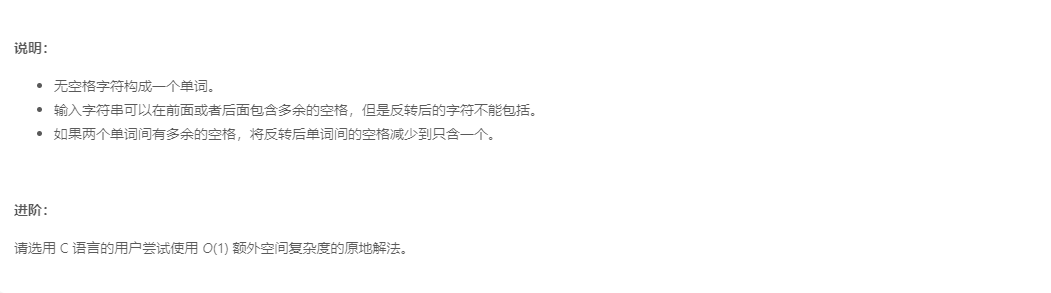 说明：
无空格字符构成一个单词。
输入字符串可以在前面或者后面包含多余的空格，但是反转后的字符不能包括。
如果两个单词间有多余的空格，将反转后单词间的空格减少到只含一个。
进阶：
请选用 C 语言的用户尝试使用 O(1) 额外空间复杂度的原地解法。